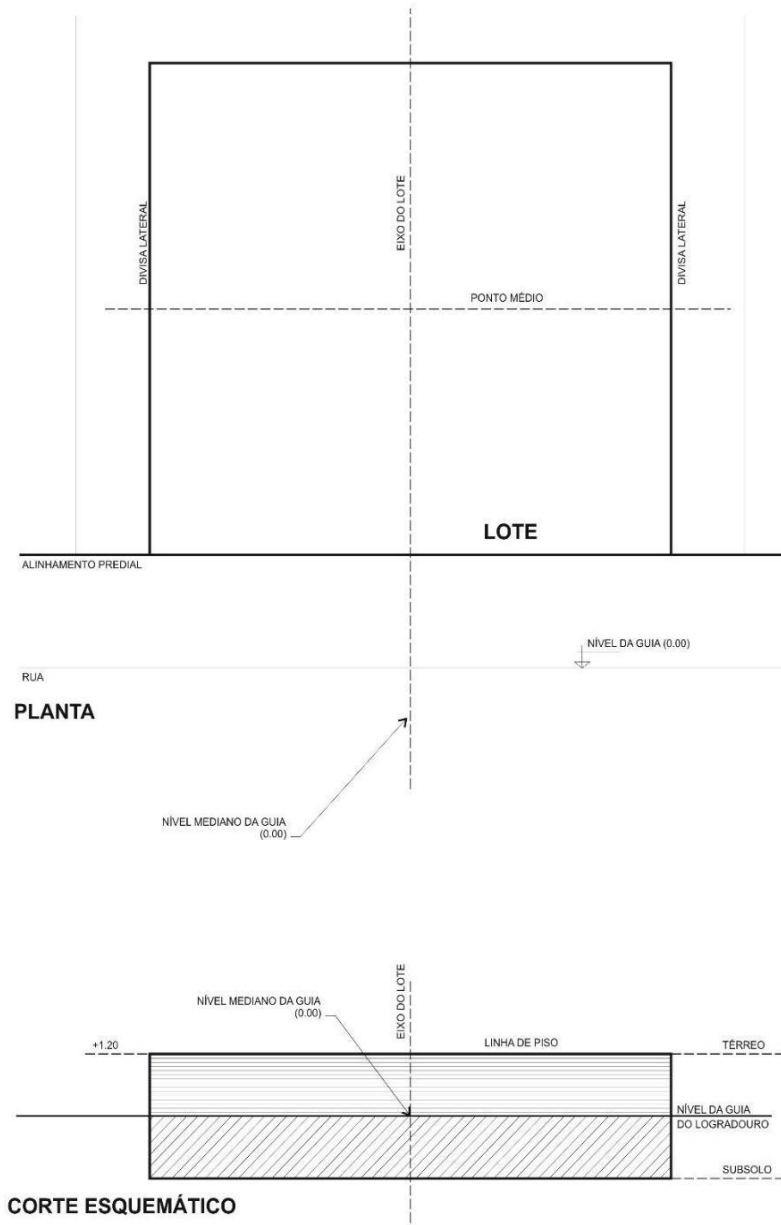 EIXO DO LOTE
DIVISA LATERAL
DIVISA LATERAL
PONTO MÉDIO
LOTE
ALINHAMENTO PREDIAL
NÍVEL DA GUIA (0.00)
RUA
PLANTA
NÍVEL MEDIANO DA GUIA
(0.00)
EIXO DO LOTE
NÍVEL MEDIANO DA GUIA
(0.00)
+1.20
LINHA DE PISO
TÉRREO
NÍVEL DA GUIA
DO LOGRADOURO
SUBSOLO
CORTE ESQUEMÁTICO